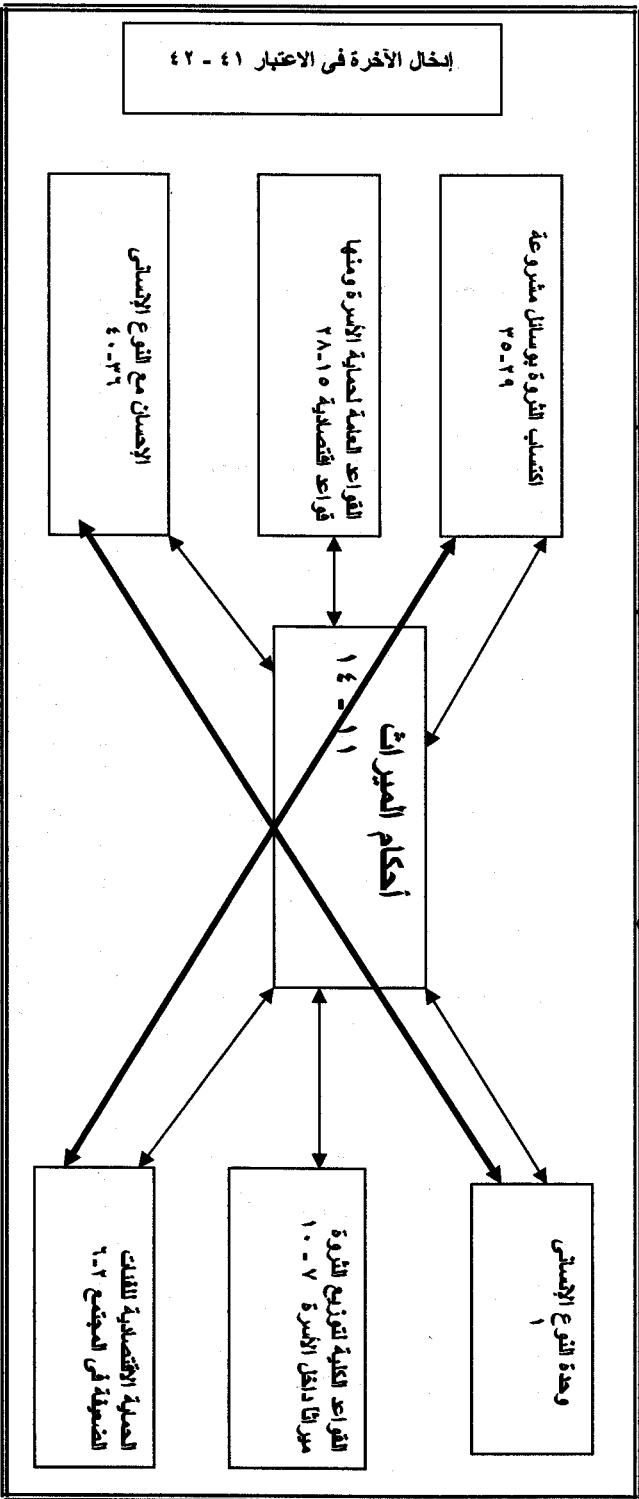 إدخال الآخرة فى الاعتبار ٤١ - ٤٢
وحدة النوع الإنسانى
١
القواعد الكلية لتوزيع الثروة
ميراثا داخل الأسرة ٧ - ١٠
الحماية الاقتصادية للفئات
الضعيفة فى المجتمع ٢-٦
أحكام الميراث
١١ - ١٤
اكتساب الثروة بوسائل مشروعة
٢٩-٣٥
القواعد العامة لحماية الأسرة ومنها
قواعد اقتصادية ١٥-٢٨
الإحسان مع النوع الإنسانى
٣٦-٤٠